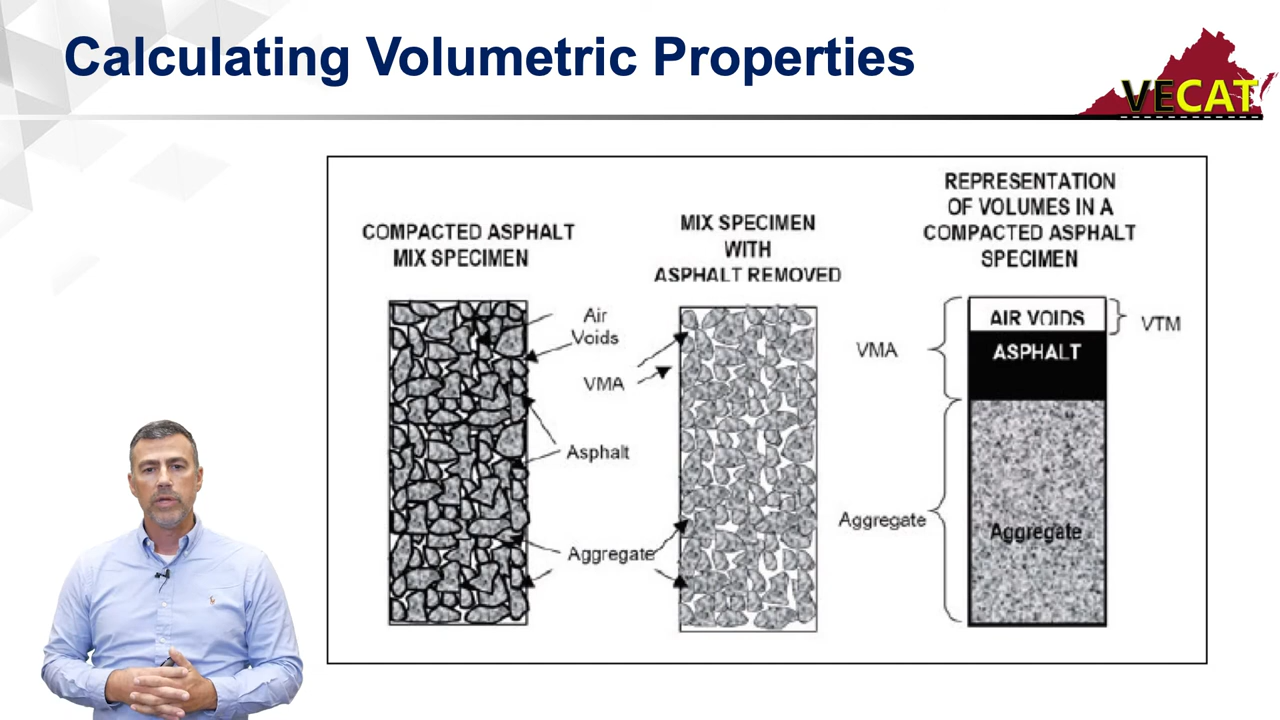 Calculating Volumetric Properties
VECAT
COMPACTED ASPHALT
MIX SPECIMEN
Air
Voids
VMA
Asphalt
Aggregate
MIX SPECIMEN
WITH
ASPHALT REMOVED
REPRESENTATION
OF VOLUMES IN A
COMPACTED ASPHALT
SPECIMEN
VMA
AIR VOIDS
VTM
ASPHALT
Aggregate
Aggregate